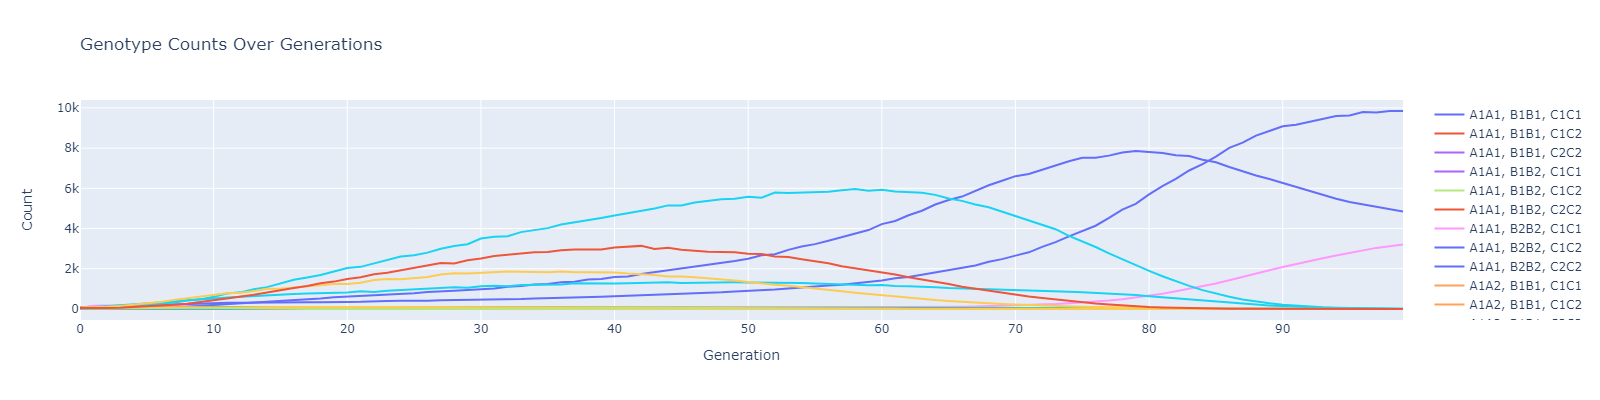 Genotype Counts Over Generations
10k
8k
6k
4k
2k
0
0 10 20 30 40 50 60 70 80 90
Generation
Count
A1A1, B1B1, C1C1
A1A1, B1B1, C1C2
A1A1, B1B1, C2C2
A1A1, B1B2, C1C1
A1A1, B1B2, C1C2
A1A1, B1B2, C2C2
A1A1, B2B2, C1C1
A1A1, B2B2, C1C2
A1A1, B2B2, C2C2
A1A2, B1B1, C1C1
A1A2, B1B1, C1C2